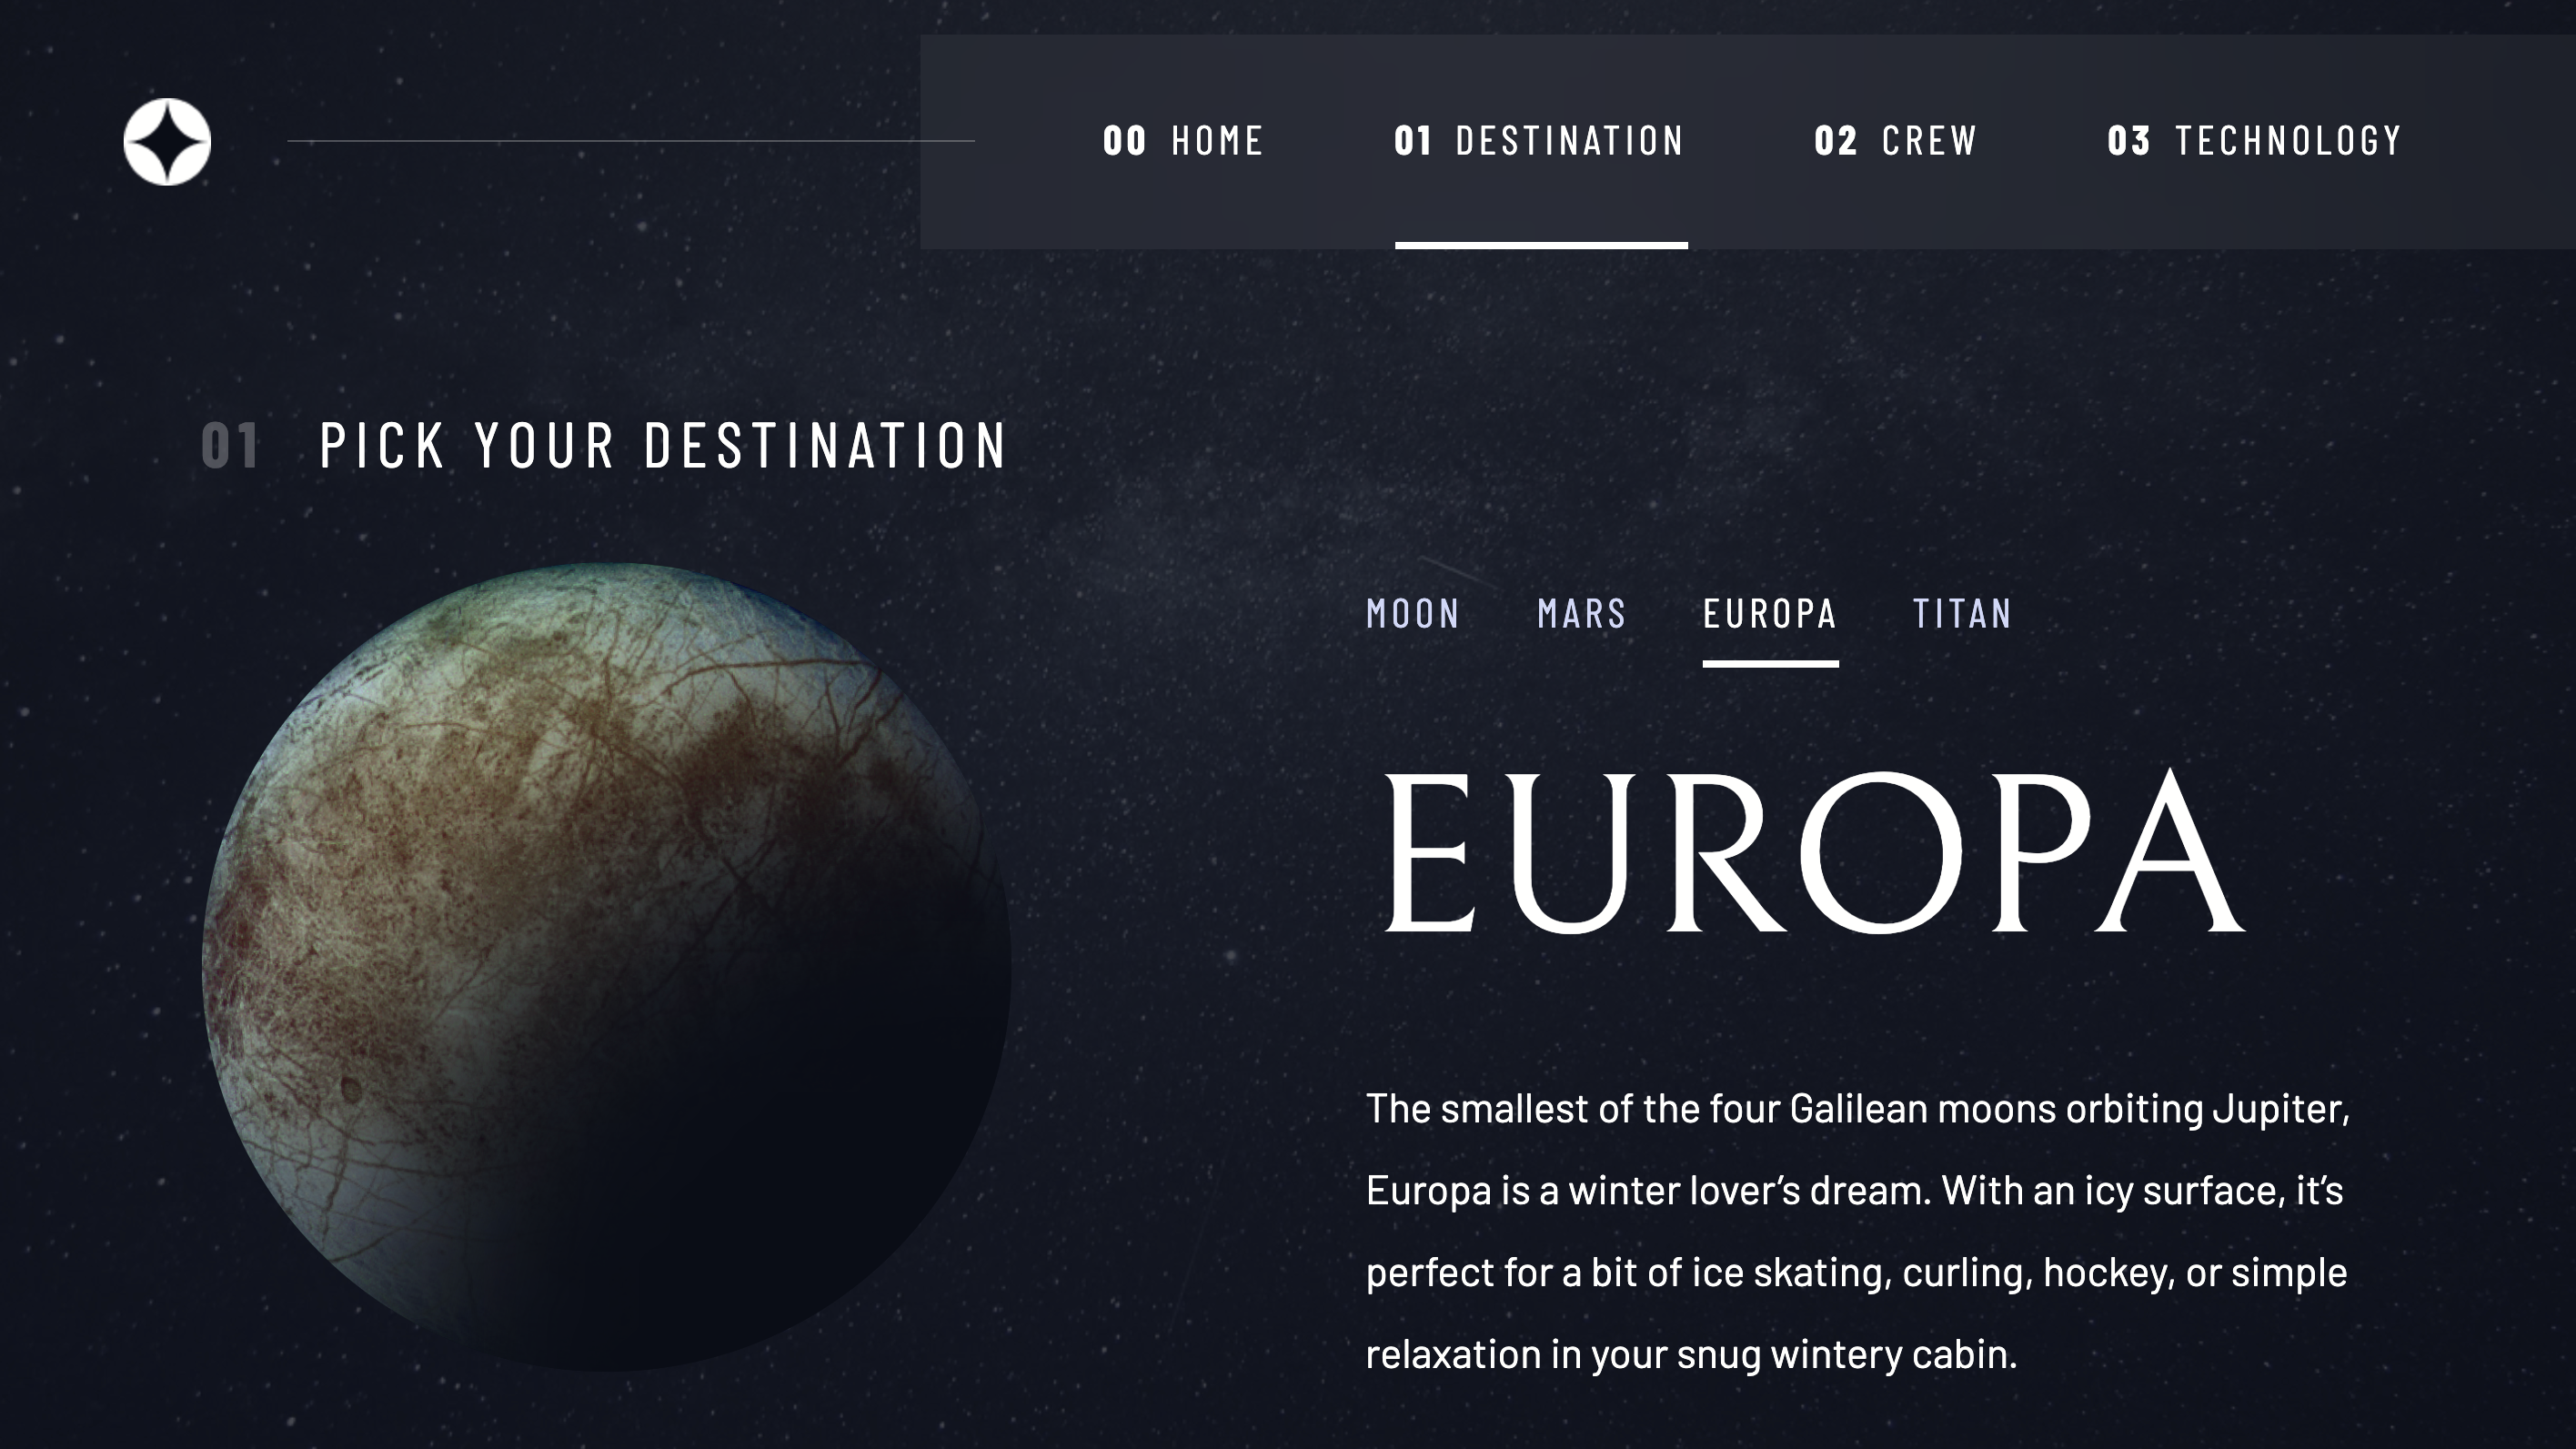 00 HOME 01 DESTINATION 02 CREW 03 TECHNOLOGY
01 PICK YOUR DESTINATION
MOON MARS EUROPA TITAN
EUROPA
The smallest of the four Galilean moons orbiting Jupiter,
Europa is a winter lover’s dream. With an icy surface, it’s
perfect for a bit of ice skating, curling, hockey, or simple
relaxation in your snug wintery cabin.